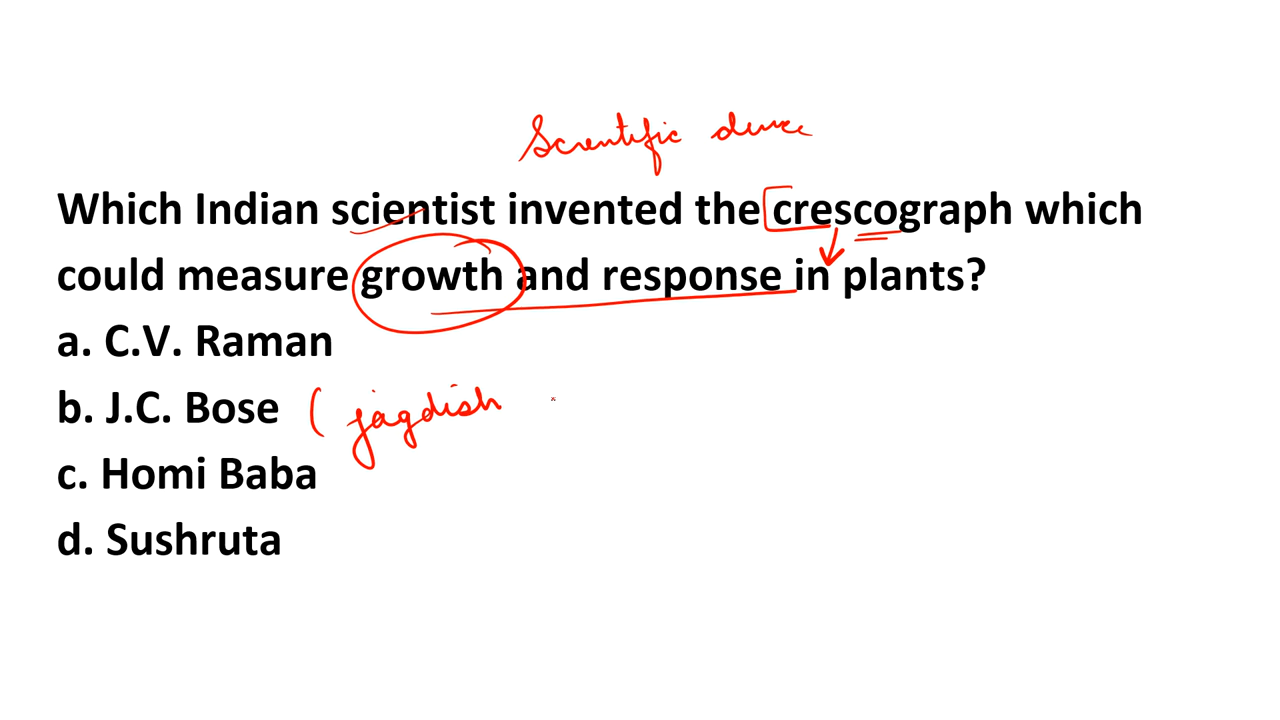 Scientific device
Which Indian scientist invented the crescograph which
could measure growth and response in plants?
a. C.V. Raman
b. J.C. Bose ( jagdish
c. Homi Baba
d. Sushruta